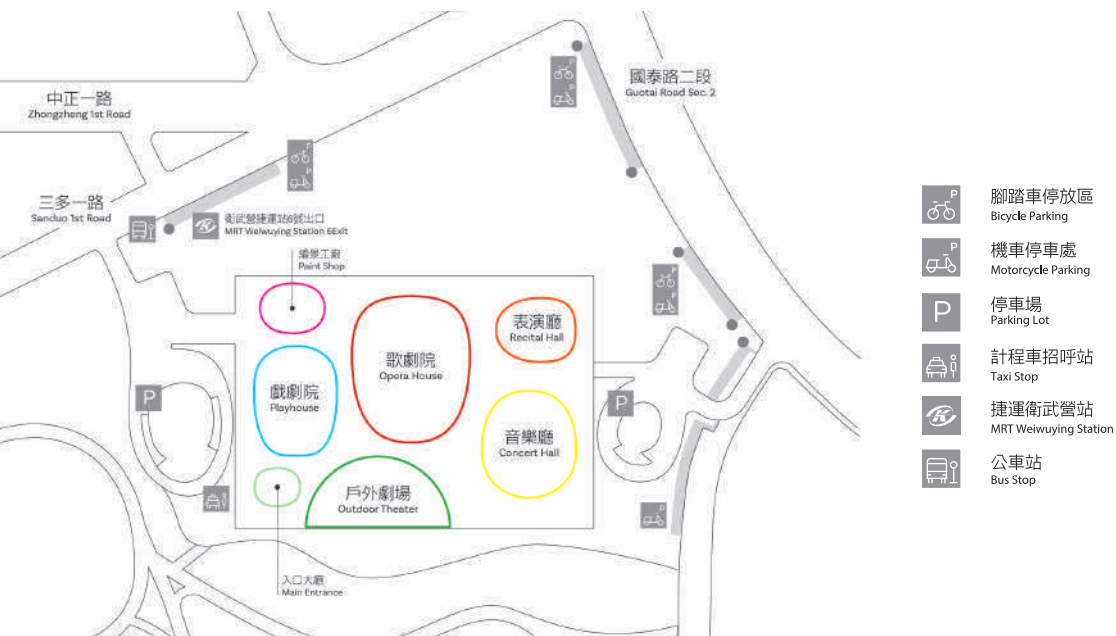 中正一路
Zhongzheng 1st Road
三多一路
Sanduo 1st Road
國泰路二段
Guotai Road Sec. 2
衛武營捷運站6號出口
MRT Weiwuying Station 6Exit
繪景工廠
Paint Shop
歌劇院
Opera House
表演廳
Recital Hall
戲劇院
Playhouse
音樂廳
Concert Hall
戶外劇場
Outdoor Theater
入口大廳
Main Entrance
P
P
P
P
P
P
P
P
P
P
腳踏車停放區
Bicycle Parking
P
機車停車處
Motorcycle Parking
P
停車場
Parking Lot
計程車招呼站
Taxi Stop
捷運衛武營站
MRT Weiwuying Station
公車站
Bus Stop